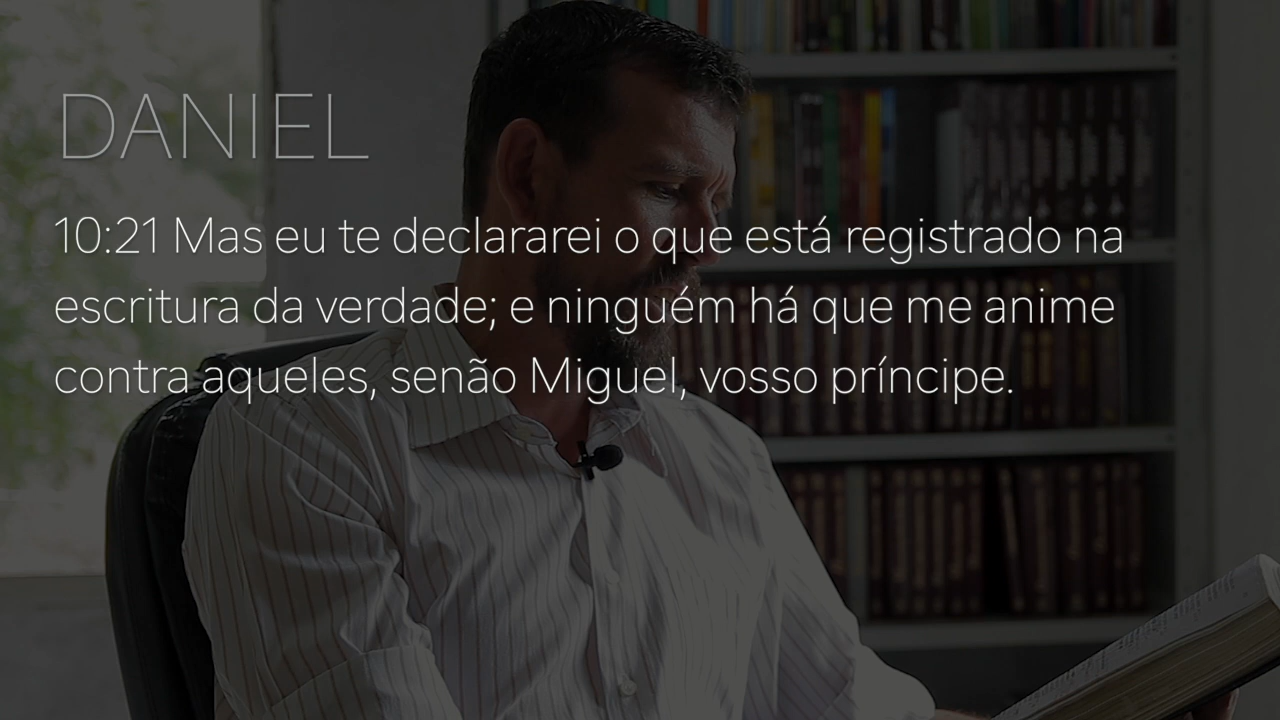 DANIEL
10:21 Mas eu te declararei o que está registrado na
escritura da verdade; e ninguém há que me anime
contra aqueles, senão Miguel, vosso príncipe.